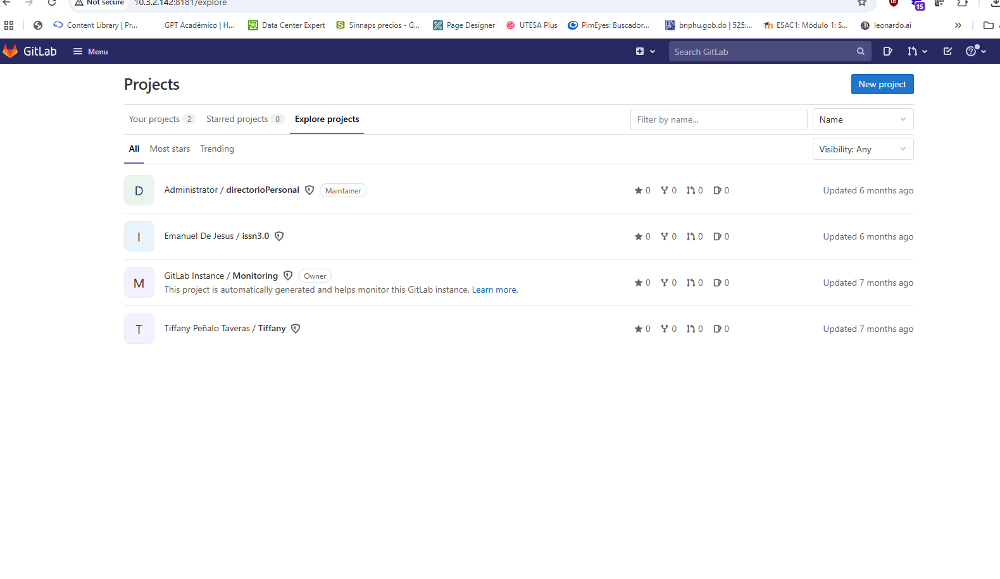 Not secure 10.3.2.142:8181/explore
15
Content Library | Pr... GPT Acadêmico | H... Data Center Expert Sinnaps precios - G... Page Designer UTESA Plus PimEyes: Buscador... bnphu.gob.do | 525:... ESAC1: Módulo 1: S... leonardo.ai »
GitLab Menu Search GitLab
Projects New project
Your projects 2 Starred projects 0 Explore projects Filter by name... Name
All Most stars Trending Visibility: Any
D Administrator / directorioPersonal Maintainer 0 0 0 0 Updated 6 months ago
I Emanuel De Jesus / issn3.0 0 0 0 0 Updated 6 months ago
M GitLab Instance / Monitoring Owner 0 0 0 0 Updated 7 months ago
This project is automatically generated and helps monitor this GitLab instance. Learn more.
T Tiffany Peñalo Taveras / Tiffany 0 0 0 0 Updated 7 months ago